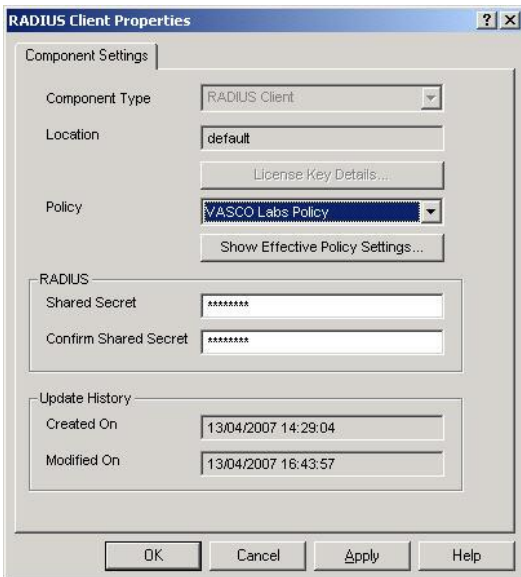 RADIUS Client Properties
Component Settings
Component Type RADIUS Client
Location default
License Key Details...
Policy VASCO Labs Policy
Show Effective Policy Settings...
RADIUS
Shared Secret ********
Confirm Shared Secret ********
Update History
Created On 13/04/2007 14:29:04
Modified On 13/04/2007 16:43:57
OK Cancel Apply Help